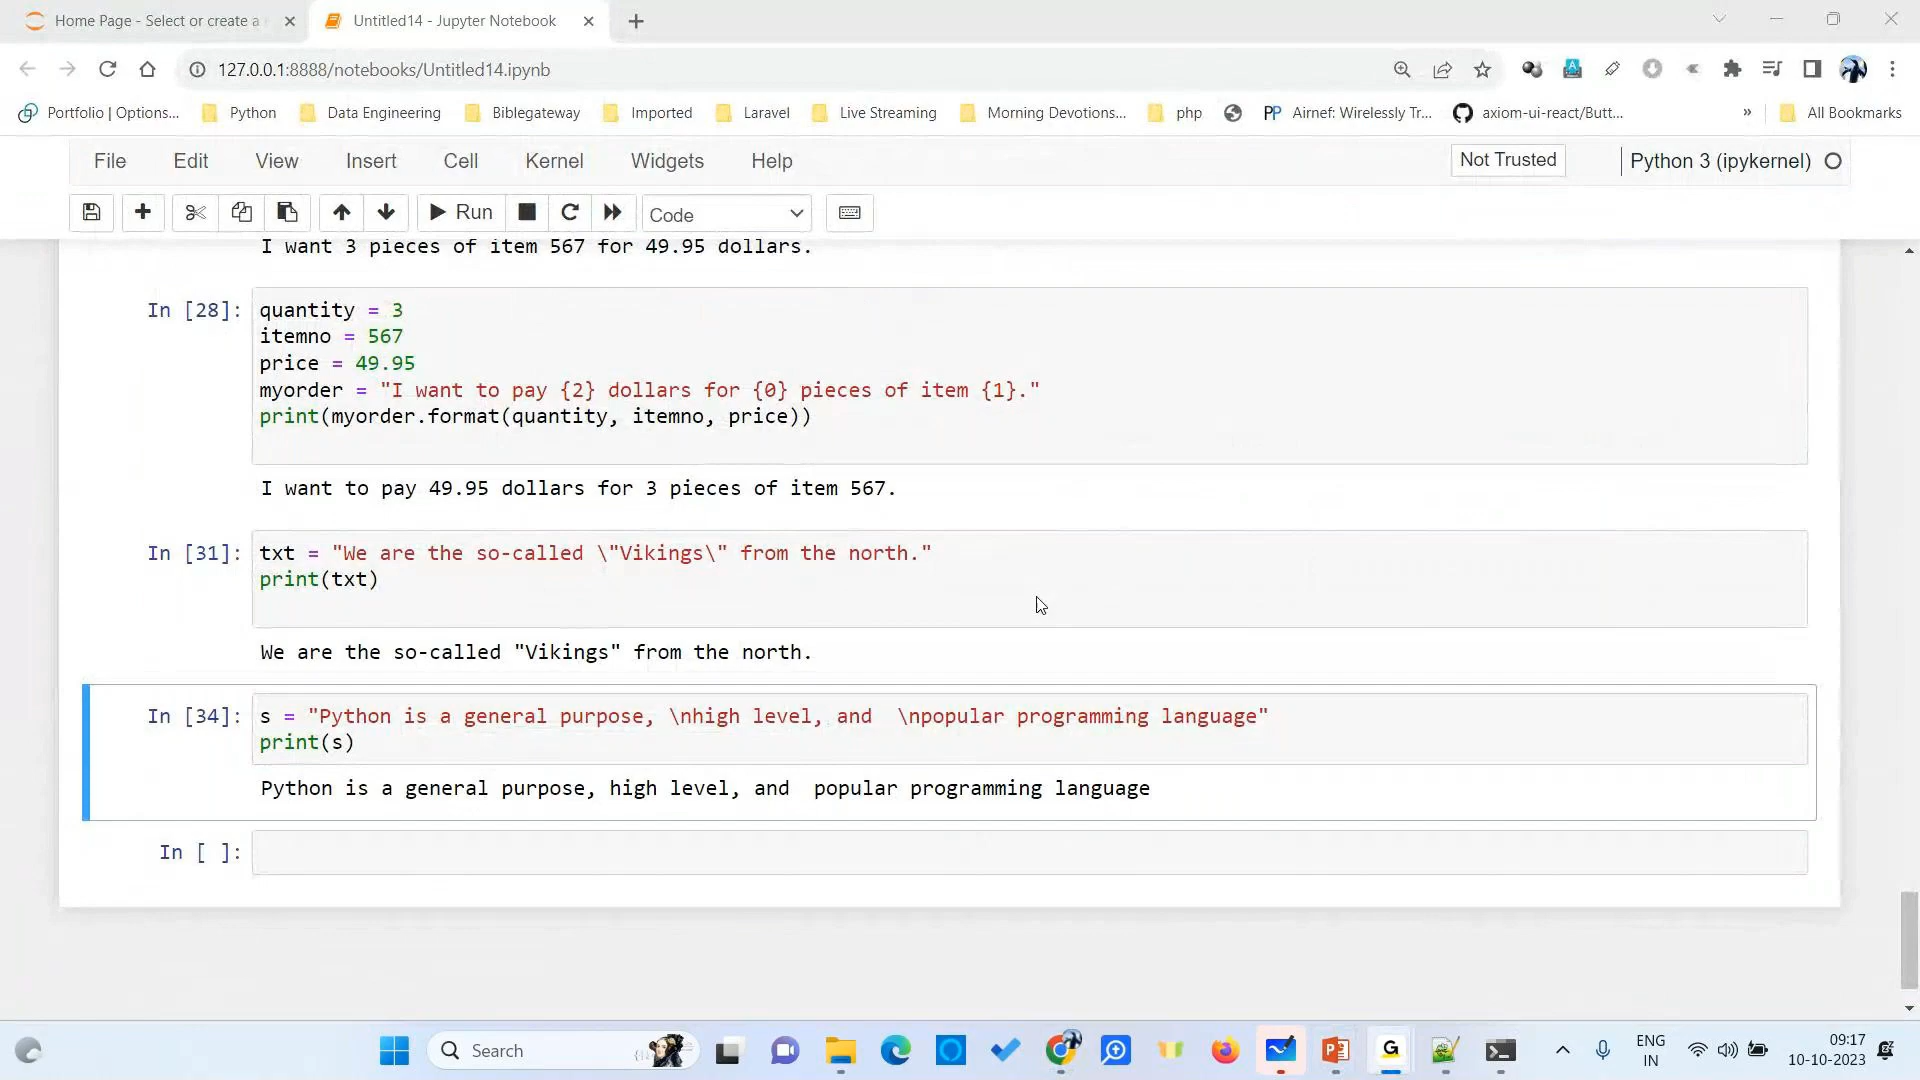 Home Page - Select or create a
Untitled14 - Jupyter Notebook
127.0.0.1:8888/notebooks/Untitled14.ipynb
Portfolio | Options...
Python
Data Engineering
Biblegateway
Imported
Laravel
Live Streaming
Morning Devotions...
php
PP Airnef: Wirelessly Tr...
axiom-ui-react/Butt...
»
All Bookmarks
File Edit View Insert Cell Kernel Widgets Help
Not Trusted
Python 3 (ipykernel)
Run
Code
I want 3 pieces of item 567 for 49.95 dollars.
In [28]:
quantity = 3
itemno = 567
price = 49.95
myorder = "I want to pay {2} dollars for {0} pieces of item {1}."
print(myorder.format(quantity, itemno, price))
I want to pay 49.95 dollars for 3 pieces of item 567.
In [31]:
txt = "We are the so-called \"Vikings\" from the north."
print(txt)
We are the so-called "Vikings" from the north.
In [34]:
s = "Python is a general purpose, \nhigh level, and  \npopular programming language"
print(s)
Python is a general purpose, high level, and  popular programming language
In [ ]:
Search
ENG
IN
09:17
10-10-2023